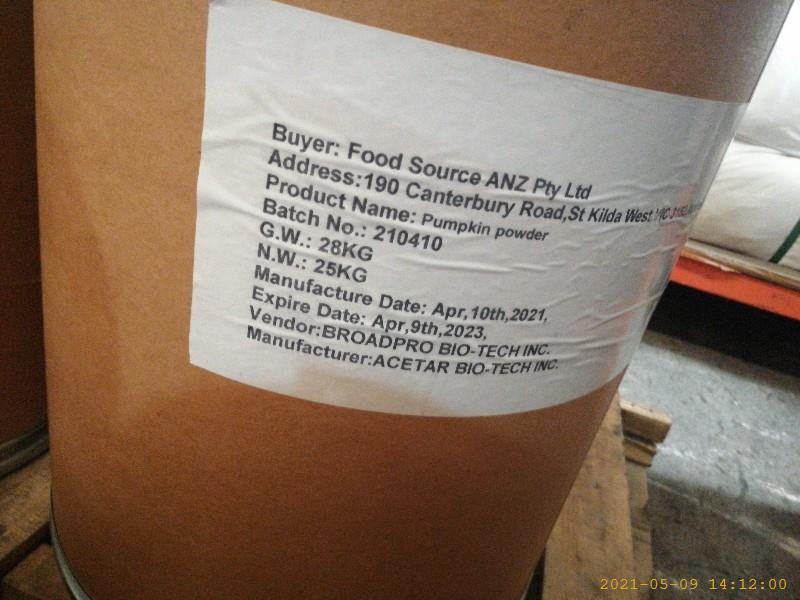 Buyer: Food Source ANZ Pty Ltd
Address:190 Canterbury Road,St Kilda West
Product Name: Pumpkin powder
Batch No.: 210410
G.W.: 28KG
N.W.: 25KG
Manufacture Date: Apr,10th,2021,
Expire Date: Apr,9th,2023,
Vendor:BROADPRO BIO-TECH INC.
Manufacturer:ACETAR BIO-TECH INC.
2021-05-09 14:12:00